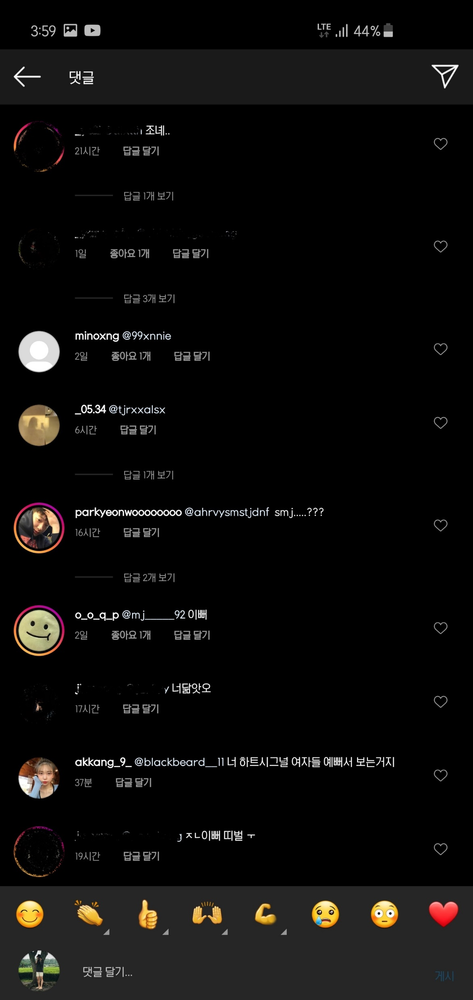 3:59 LTE 44%
댓글
조녜..
21시간 답글 달기
답글 1개 보기
1일 좋아요 1개 답글 달기
답글 3개 보기
minoxng @99xnnie
2일 좋아요 1개 답글 달기
_05.34 @tjrxxalsx
6시간 답글 달기
답글 1개 보기
parkyeonwoooooooo @ahrvysmstjdnf smj.....???
16시간 답글 달기
답글 2개 보기
o_o_q_p @mj_____92 이뻐
2일 좋아요 1개 답글 달기
너닮앗오
17시간 답글 달기
akkang_9_ @blackbeard__11 너 하트시그널 여자들 예뻐서 보는거지
37분 답글 달기
ㅈㄴ이뻐 띠벌 ㅜ
19시간 답글 달기
댓글 달기...
게시